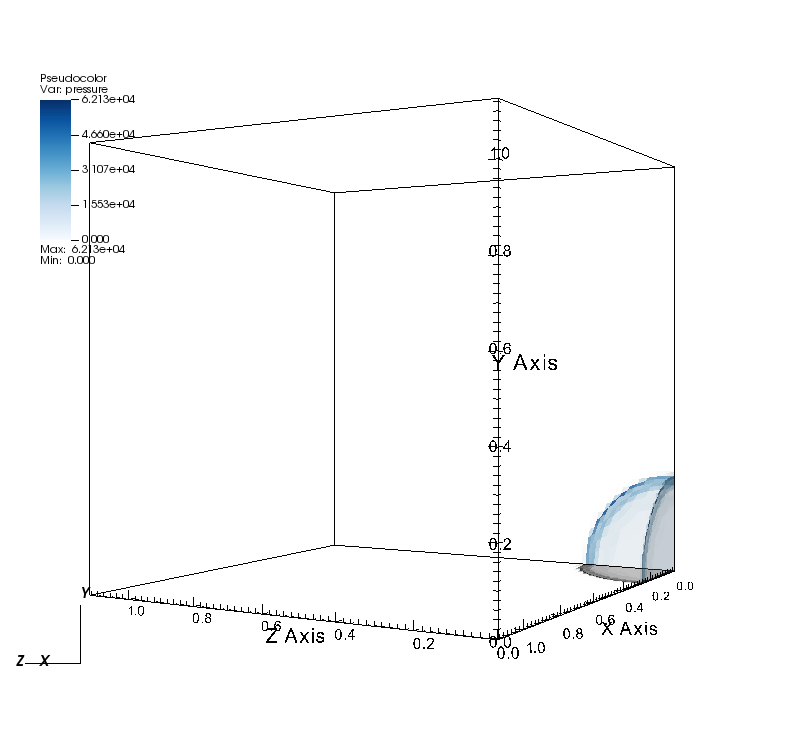 Pseudocolor
Var: pressure
6.213e+04
4.660e+04
3.107e+04
1.553e+04
0.000
Max: 6.213e+04
Min: 0.000
1.0
0.8
0.6
Y Axis
0.4
0.2
0.0
1.0
0.8
0.6
0.4
0.2
0.0
Z Axis
1.0
0.8
0.6
0.4
0.2
0.0
X Axis
Y
Z X